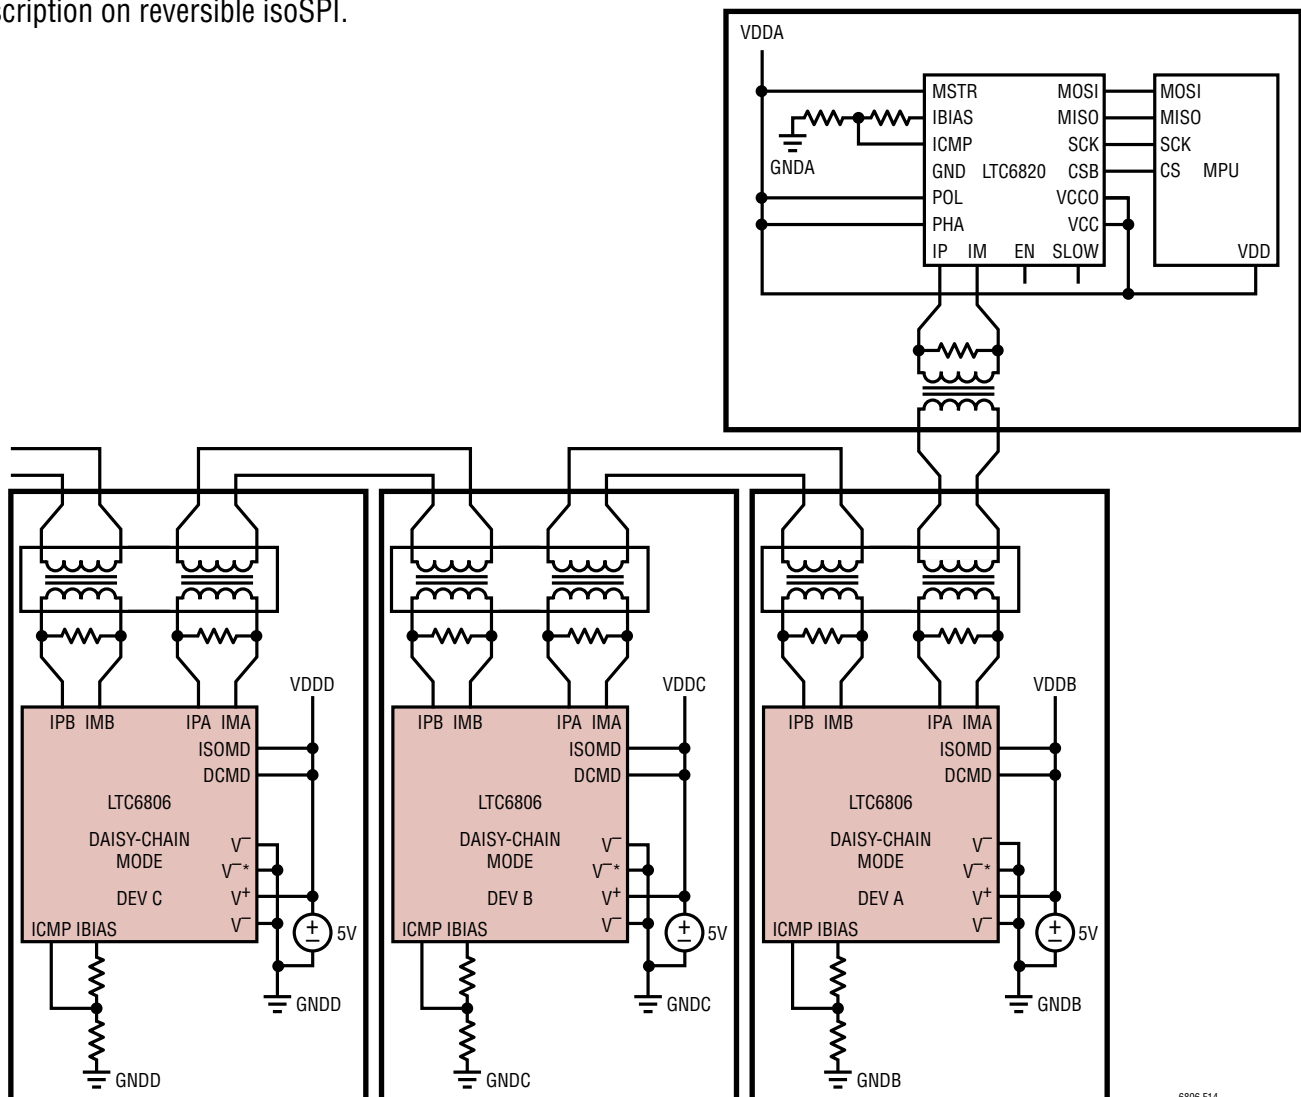 scription on reversible isoSPI.
VDDA
MSTR MOSI MOSI
IBIAS MISO MISO
ICMP SCK SCK
GNDA GND LTC6820 CSB CS MPU
POL VCCO
PHA VCC
IP IM EN SLOW VDD
VDDD VDDC VDDB
IPB IMB IPA IMA IPB IMB IPA IMA IPB IMB IPA IMA
ISOMD ISOMD ISOMD
DCMD DCMD DCMD
LTC6806 LTC6806 LTC6806
DAISY-CHAIN V– DAISY-CHAIN V– DAISY-CHAIN V–
MODE V–* MODE V–* MODE V–*
DEV C V+ DEV B V+ DEV A V+
ICMP IBIAS V– + – 5V ICMP IBIAS V– + – 5V ICMP IBIAS V– + – 5V
GNDD GNDC GNDB
GNDD GNDC GNDB
6806 F14